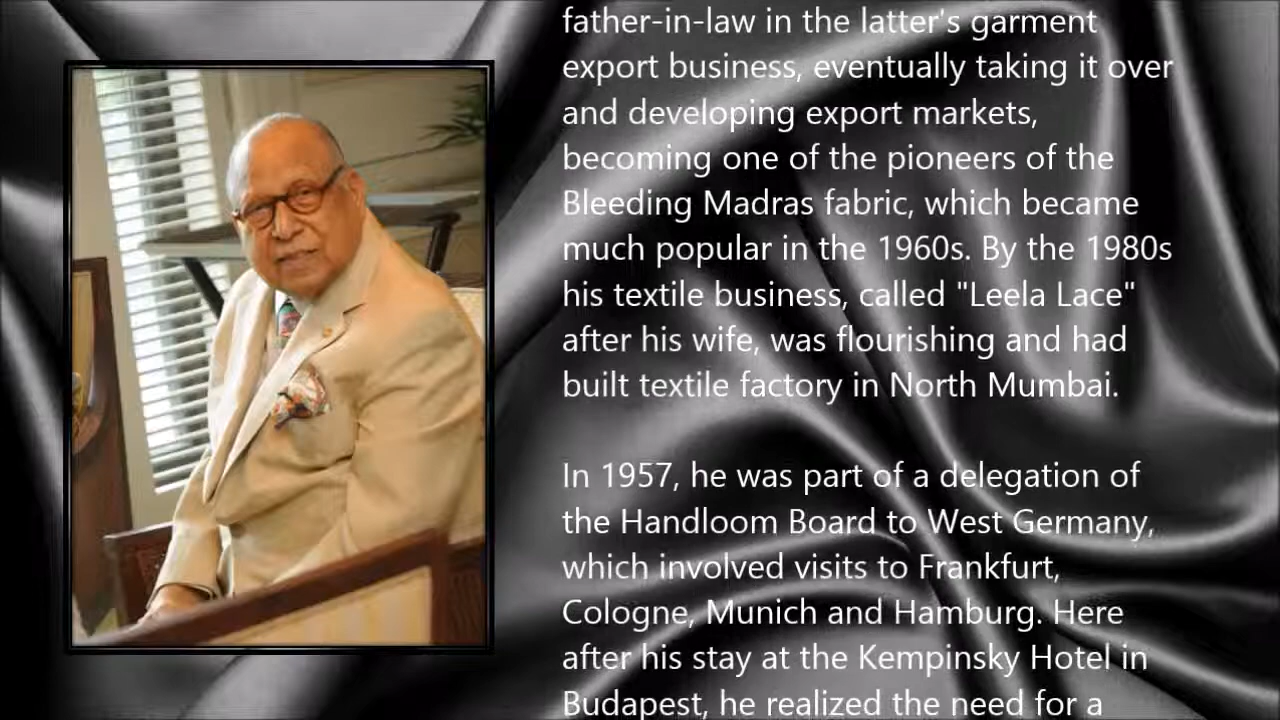 father-in-law in the latter's garment
export business, eventually taking it over
and developing export markets,
becoming one of the pioneers of the
Bleeding Madras fabric, which became
much popular in the 1960s. By the 1980s
his textile business, called "Leela Lace"
after his wife, was flourishing and had
built textile factory in North Mumbai.
In 1957, he was part of a delegation of
the Handloom Board to West Germany,
which involved visits to Frankfurt,
Cologne, Munich and Hamburg. Here
after his stay at the Kempinsky Hotel in
Budapest, he realized the need for a